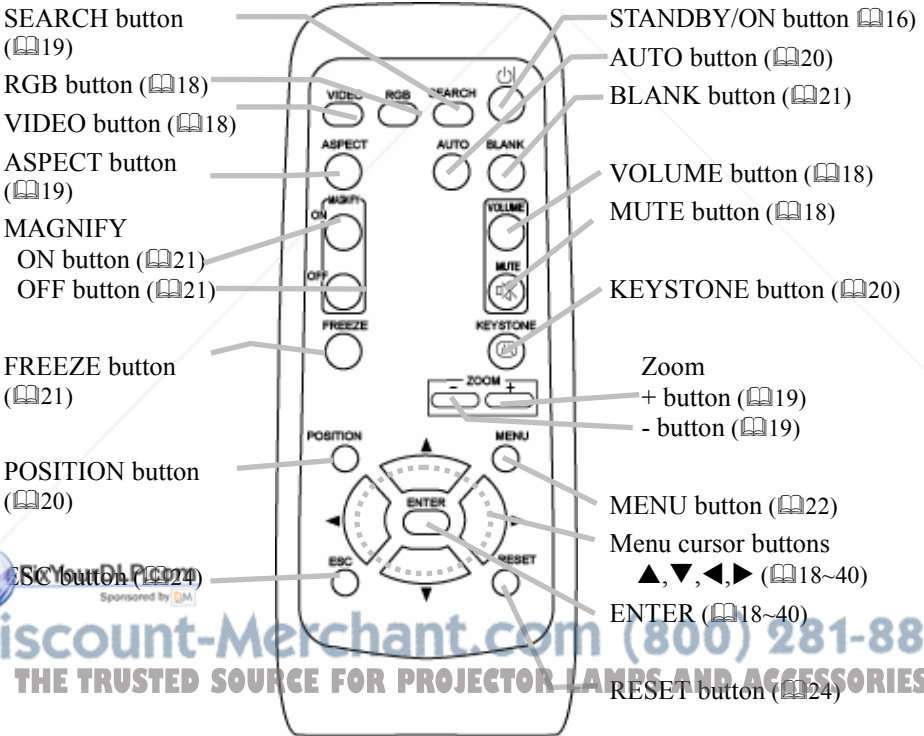 SEARCH button
(19)
RGB button (18)
VIDEO button (18)
ASPECT button
(19)
MAGNIFY
ON button (21)
OFF button (21)
FREEZE button
(21)
POSITION button
(20)
ESC button (24)
VIDEO RGB SEARCH
ASPECT AUTO BLANK
MAGNIFY
ON
OFF
VOLUME
MUTE
FREEZE KEYSTONE
- ZOOM +
POSITION MENU
▲
◀ ENTER ▶
ESC RESET
▼
STANDBY/ON button 16)
AUTO button (20)
BLANK button (21)
VOLUME button (18)
MUTE button (18)
KEYSTONE button (20)
Zoom
+ button (19)
- button (19)
MENU button (22)
Menu cursor buttons
▲,▼,◀,▶ (18~40)
ENTER (18~40)
RESET button (24)
Sponsored by DM
iscount-Merchant.com (800) 281-88
THE TRUSTED SOURCE FOR PROJECTOR LAMPS AND ACCESSORIES